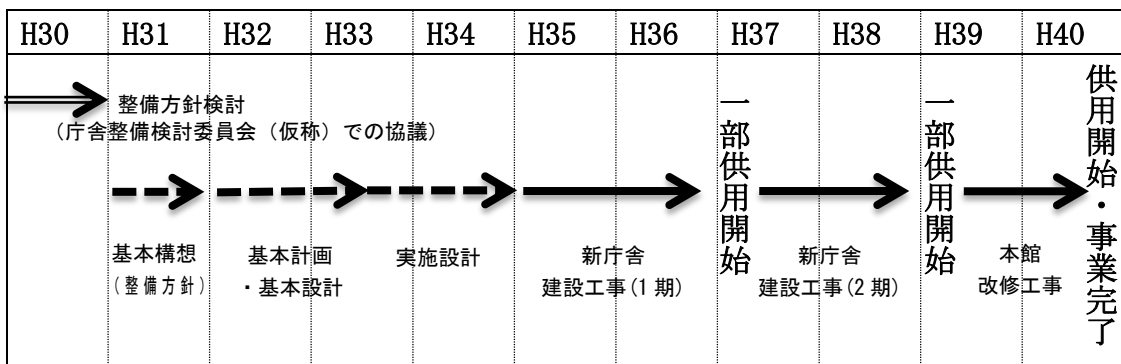 H30 H31 H32 H33 H34 H35 H36 H37 H38 H39 H40
整備方針検討
（庁舎整備検討委員会（仮称）での協議）
基本構想
（整備方針）
基本計画
・基本設計
実施設計
新庁舎
建設工事(1期)
一部供用開始
新庁舎
建設工事(2期)
一部供用開始
本館
改修工事
供用開始・事業完了